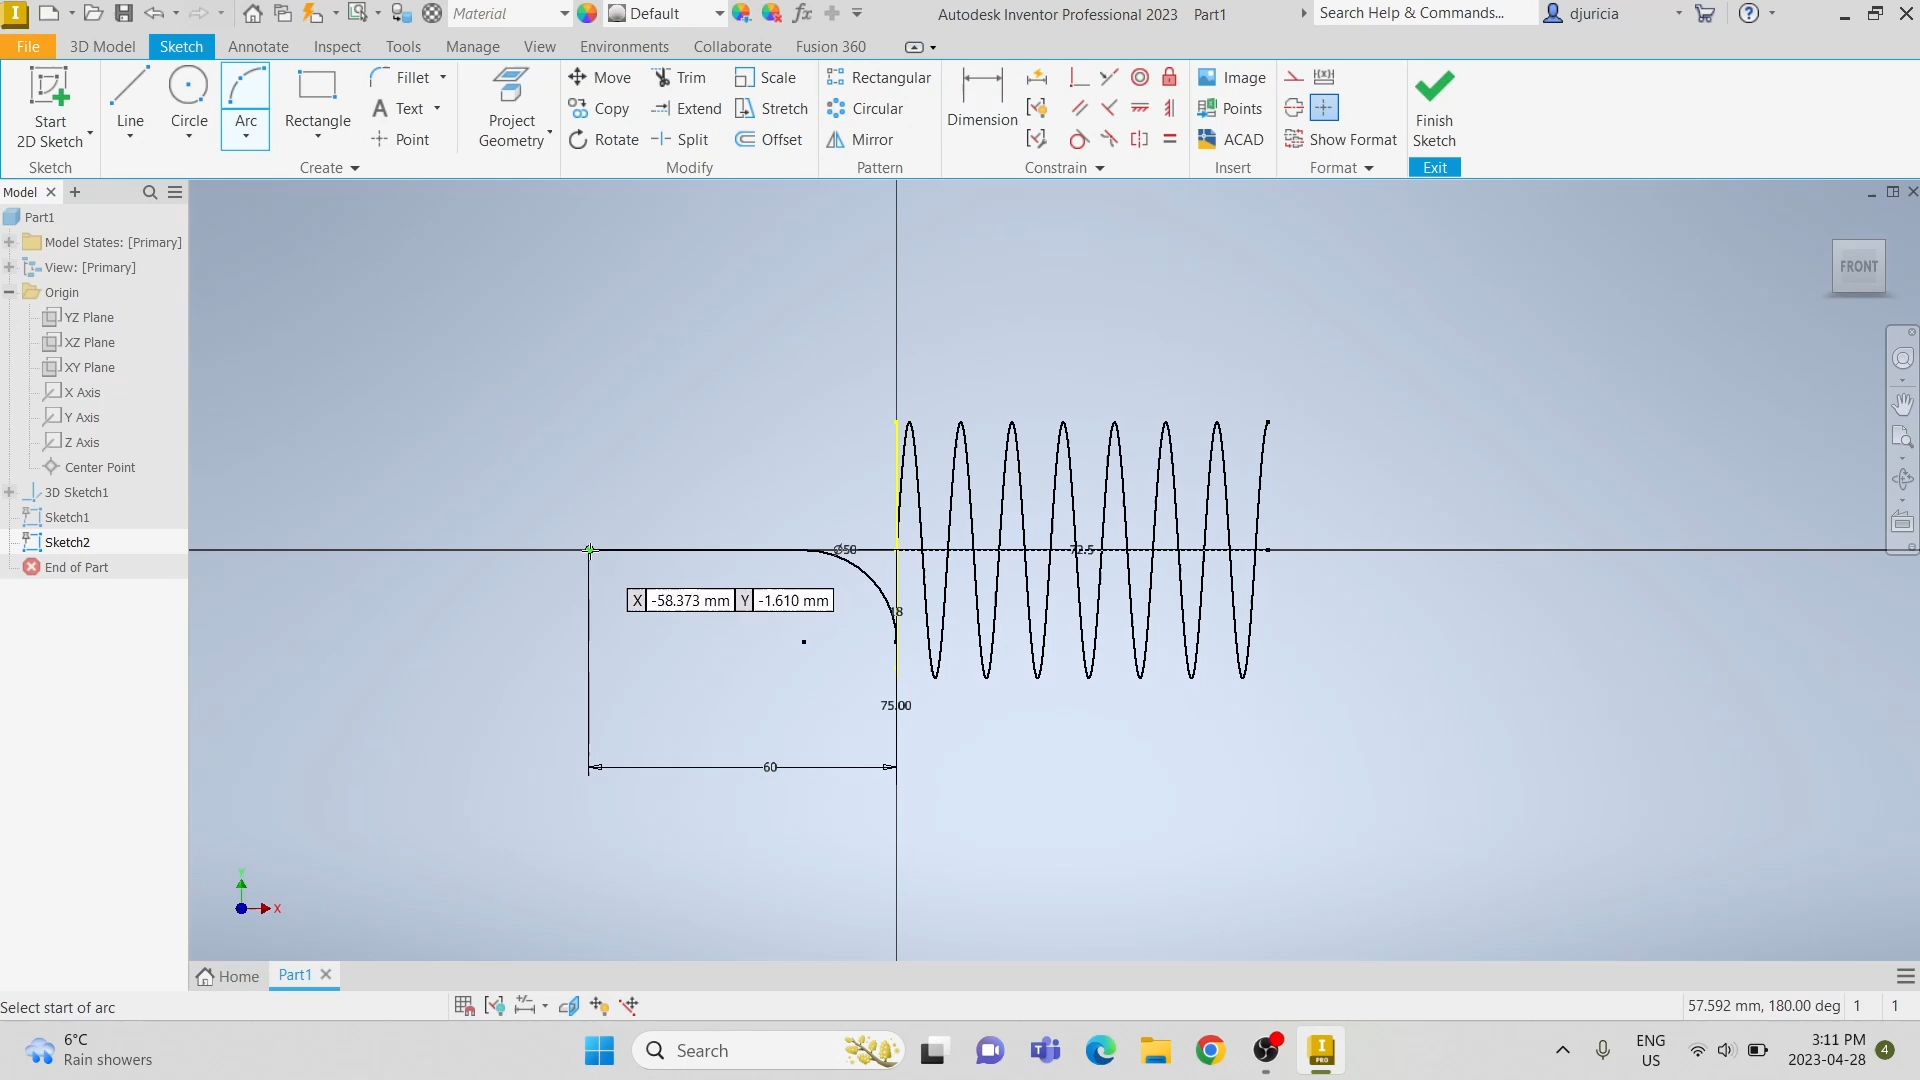 Material
Default
Autodesk Inventor Professional 2023 Part1
Search Help & Commands...
djuricia
File 3D Model Sketch Annotate Inspect Tools Manage View Environments Collaborate Fusion 360
Start
2D Sketch
Sketch
Line Circle Arc Rectangle
Fillet
Text
Point
Create
Project
Geometry
Move Trim Scale
Copy Extend Stretch
Rotate Split Offset
Modify
Rectangular
Circular
Mirror
Pattern
Dimension
Constrain
Image
Points
ACAD
Insert
Show Format
Format
Finish
Sketch
Exit
Model
Part1
Model States: [Primary]
View: [Primary]
Origin
YZ Plane
XZ Plane
XY Plane
X Axis
Y Axis
Z Axis
Center Point
3D Sketch1
Sketch1
Sketch2
End of Part
FRONT
Ø50
72.5
X -58.373 mm Y -1.610 mm
18
75.00
60
Y
X
Home Part1
Select start of arc
57.592 mm, 180.00 deg 1 1
6°C
Rain showers
Search
ENG
US
3:11 PM
2023-04-28
4